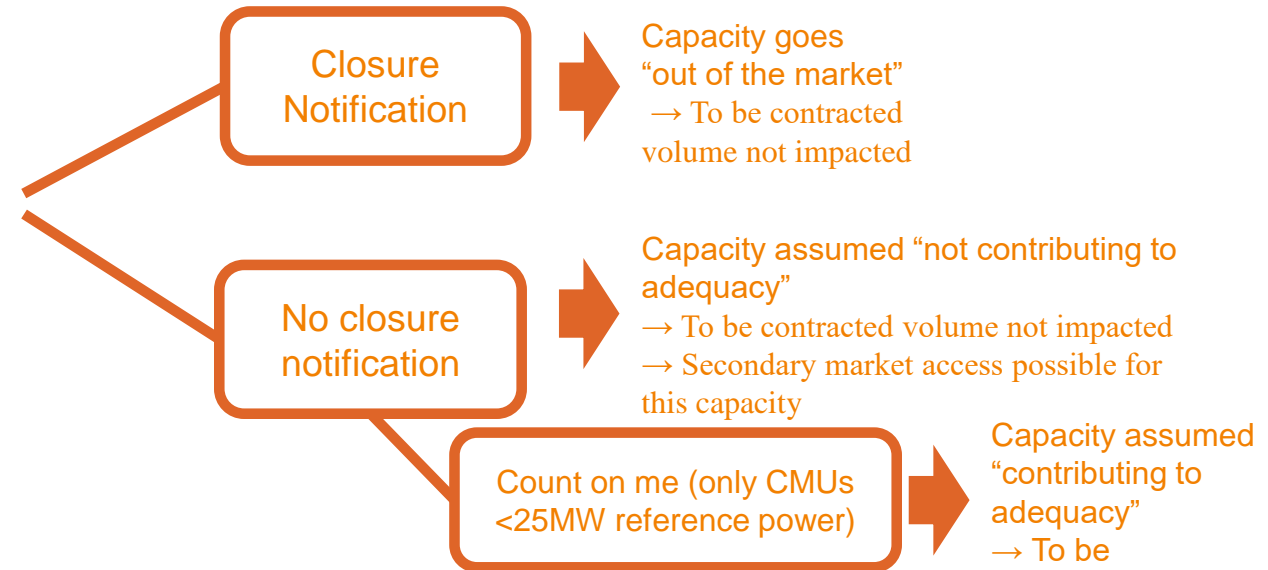 Closure
Notification
Capacity goes
“out of the market”
→ To be contracted
volume not impacted
No closure
notification
Capacity assumed “not contributing to
adequacy”
→ To be contracted volume not impacted
→ Secondary market access possible for
this capacity
Count on me (only CMUs
<25MW reference power)
Capacity assumed
“contributing to
adequacy”
→ To be